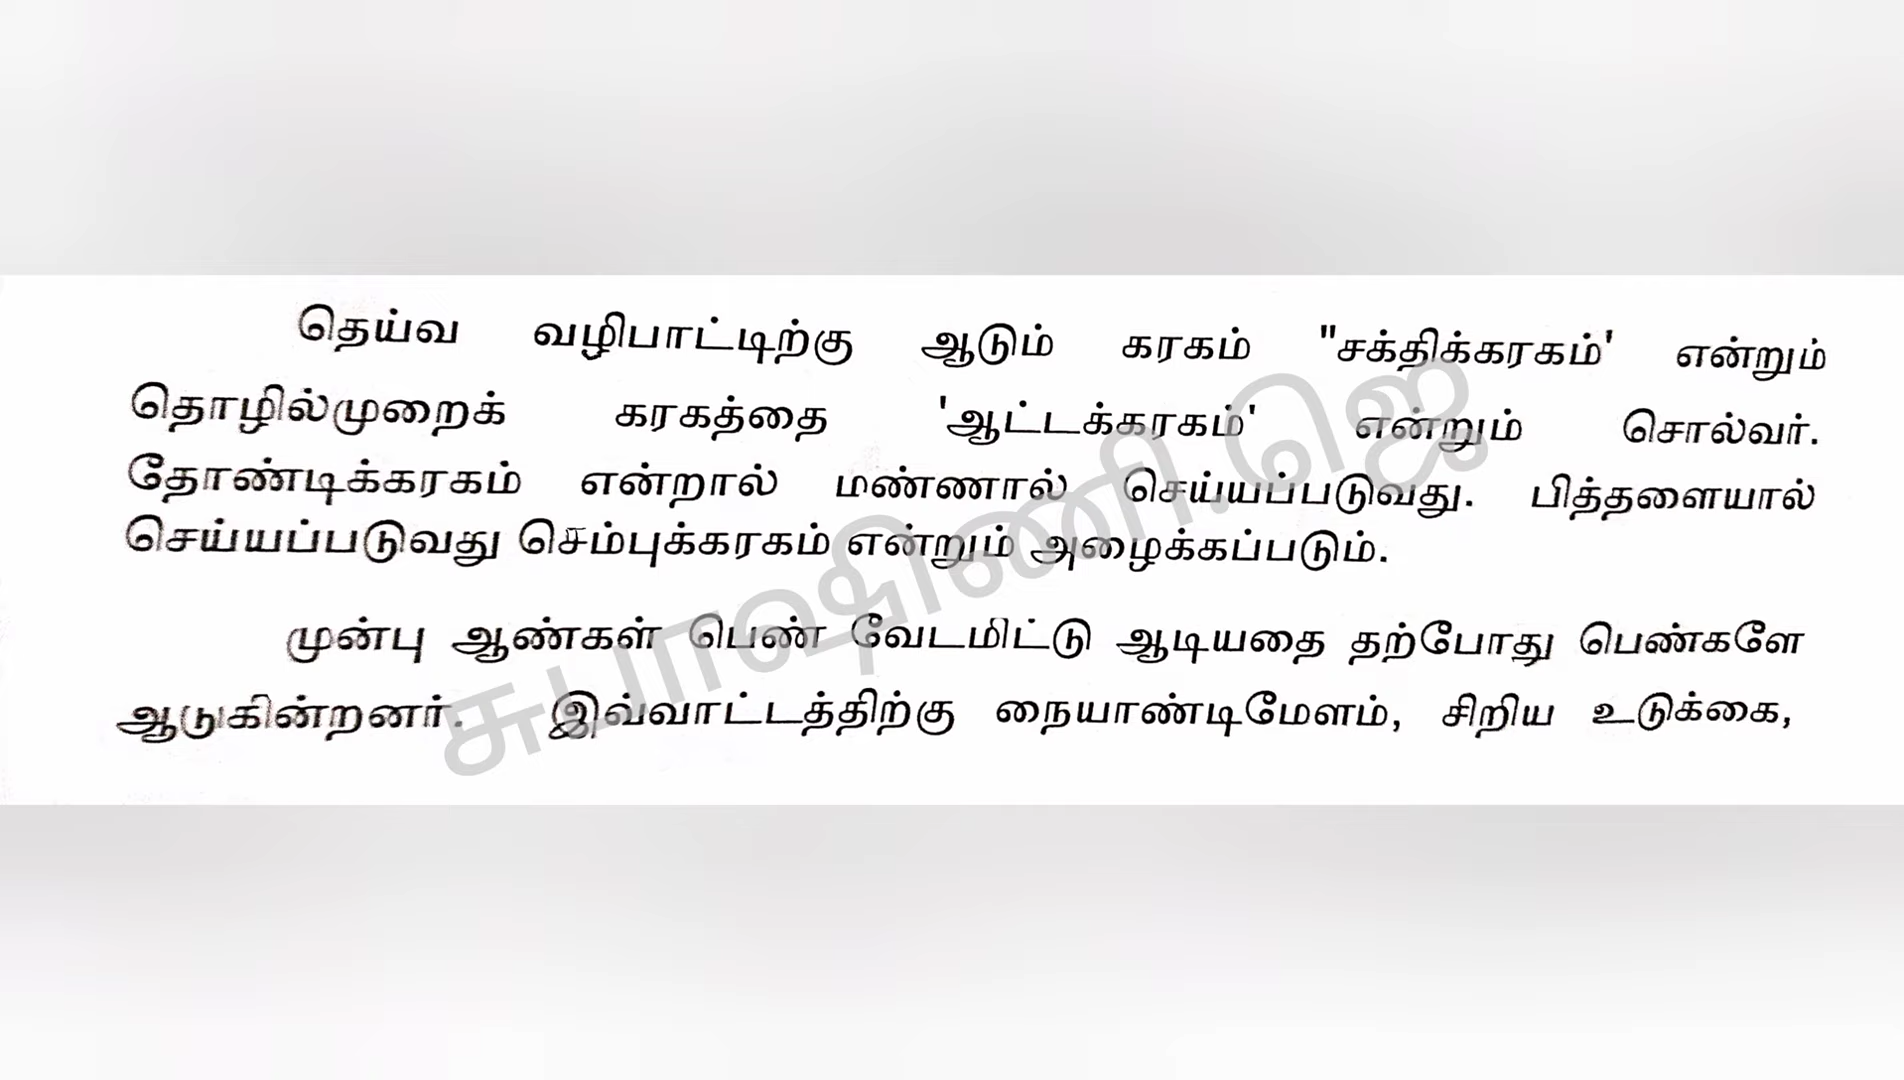 தெய்வ வழிபாட்டிற்கு ஆடும் கரகம் "சக்திக்கரகம்' என்றும்
தொழில்முறைக் கரகத்தை 'ஆட்டக்கரகம்' என்றும் சொல்வர்.
தோண்டிக்கரகம் என்றால் மண்ணால் செய்யப்படுவது. பித்தளையால்
செய்யப்படுவது செம்புக்கரகம் என்றும் அழைக்கப்படும்.
முன்பு ஆண்கள் பெண் வேடமிட்டு ஆடியதை தற்போது பெண்களே
ஆடுகின்றனர். இவ்வாட்டத்திற்கு நையாண்டிமேளம், சிறிய உடுக்கை,
சுபாஷினி.ஜெ